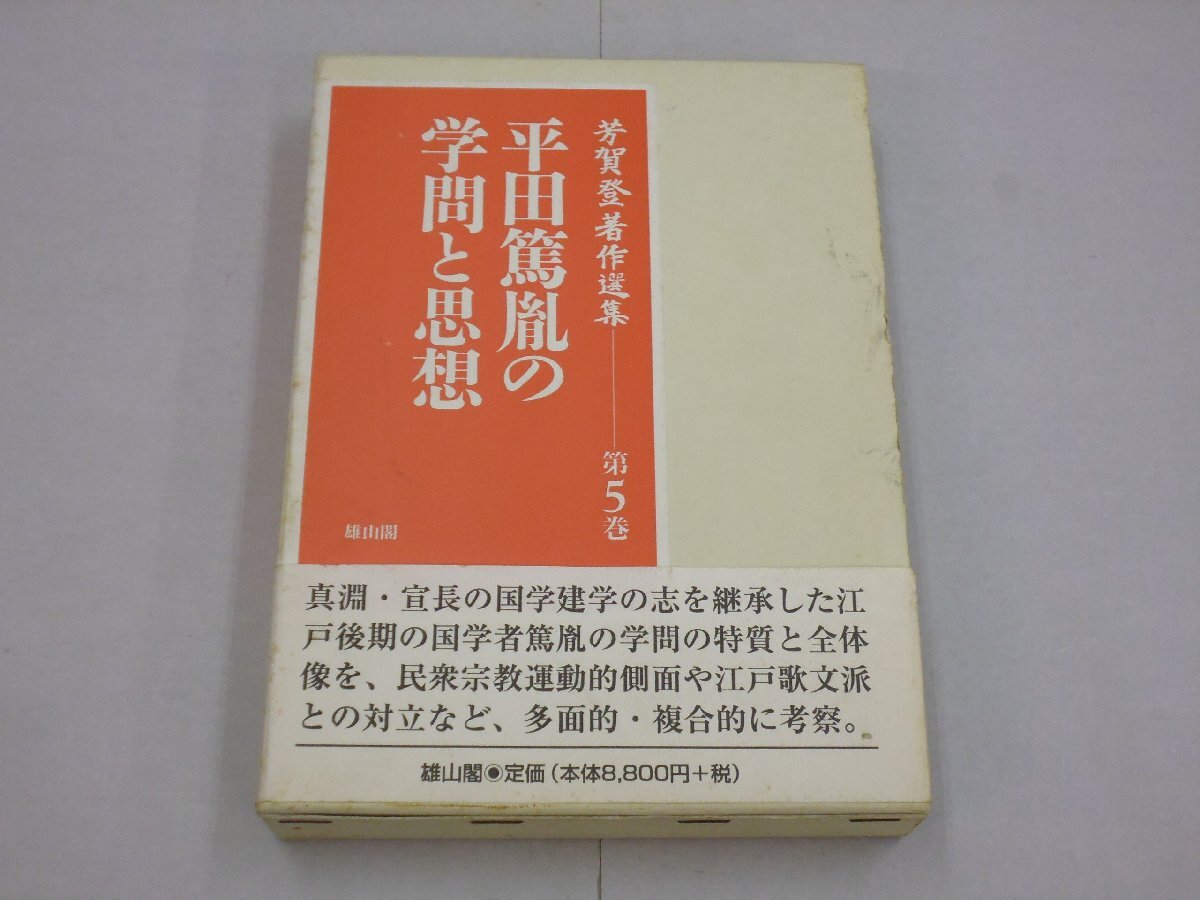 芳賀登著作選集――第5巻
平田篤胤の
学問と思想
雄山閣
真淵・宣長の国学建学の志を継承した江
戸後期の国学者篤胤の学問の特質と全体
像を、民衆宗教運動的側面や江戸歌文派
との対立など、多面的・複合的に考察。
雄山閣◉定価(本体8,800円+税)